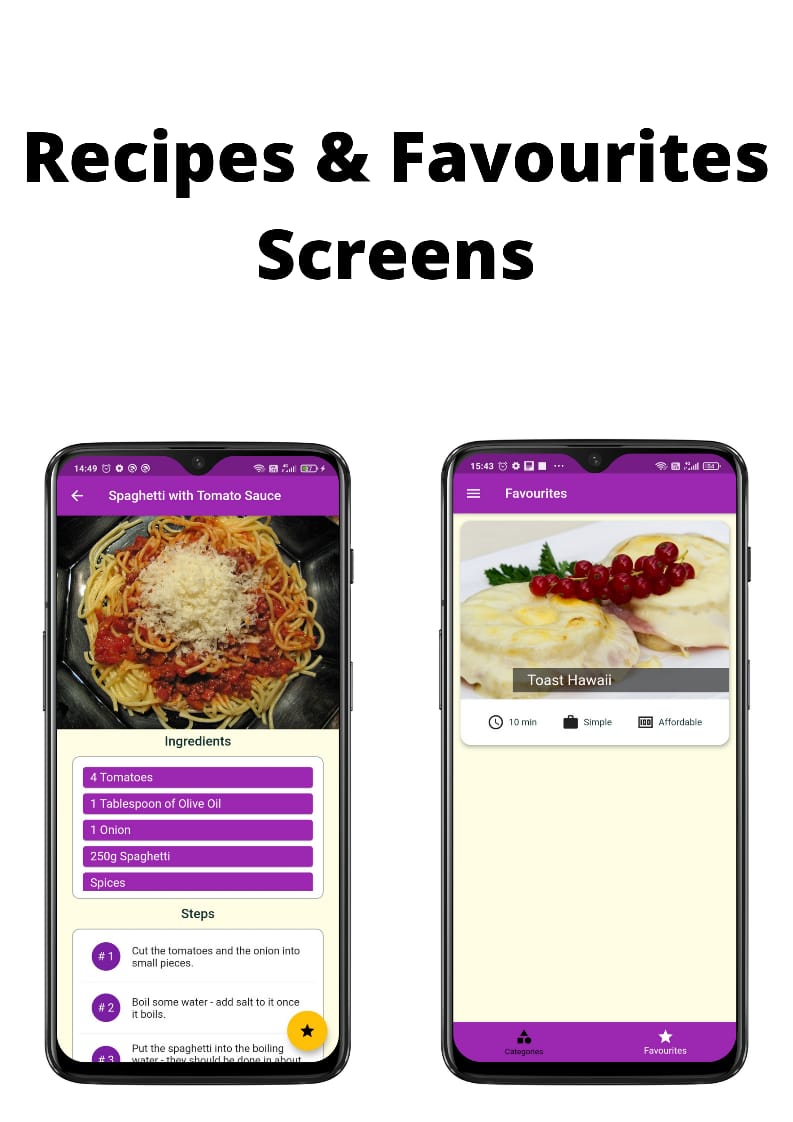 Recipes & Favourites
Screens
14:49
Spaghetti with Tomato Sauce
Ingredients
4 Tomatoes
1 Tablespoon of Olive Oil
1 Onion
250g Spaghetti
Spices
Steps
# 1
Cut the tomatoes and the onion into
small pieces.
# 2
Boil some water - add salt to it once
it boils.
# 3
Put the spaghetti into the boiling
water - they should be done in about
15:43
Favourites
Toast Hawaii
10 min
Simple
Affordable
Categories
Favourites